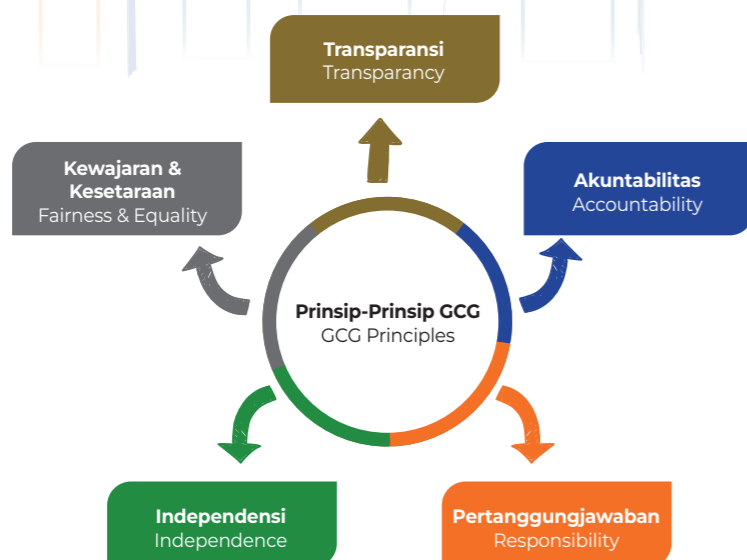 Transparansi
Transparancy
Kewajaran &
Kesetaraan
Fairness & Equality
Akuntabilitas
Accountability
Prinsip-Prinsip GCG
GCG Principles
Independensi
Independence
Pertanggungjawaban
Responsibility